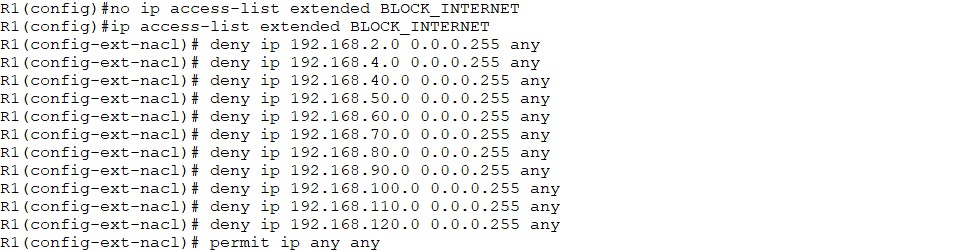 R1(config)#no ip access-list extended BLOCK_INTERNET
R1(config)#ip access-list extended BLOCK_INTERNET
R1(config-ext-nacl)# deny ip 192.168.2.0 0.0.0.255 any
R1(config-ext-nacl)# deny ip 192.168.4.0 0.0.0.255 any
R1(config-ext-nacl)# deny ip 192.168.40.0 0.0.0.255 any
R1(config-ext-nacl)# deny ip 192.168.50.0 0.0.0.255 any
R1(config-ext-nacl)# deny ip 192.168.60.0 0.0.0.255 any
R1(config-ext-nacl)# deny ip 192.168.70.0 0.0.0.255 any
R1(config-ext-nacl)# deny ip 192.168.80.0 0.0.0.255 any
R1(config-ext-nacl)# deny ip 192.168.90.0 0.0.0.255 any
R1(config-ext-nacl)# deny ip 192.168.100.0 0.0.0.255 any
R1(config-ext-nacl)# deny ip 192.168.110.0 0.0.0.255 any
R1(config-ext-nacl)# deny ip 192.168.120.0 0.0.0.255 any
R1(config-ext-nacl)# permit ip any any